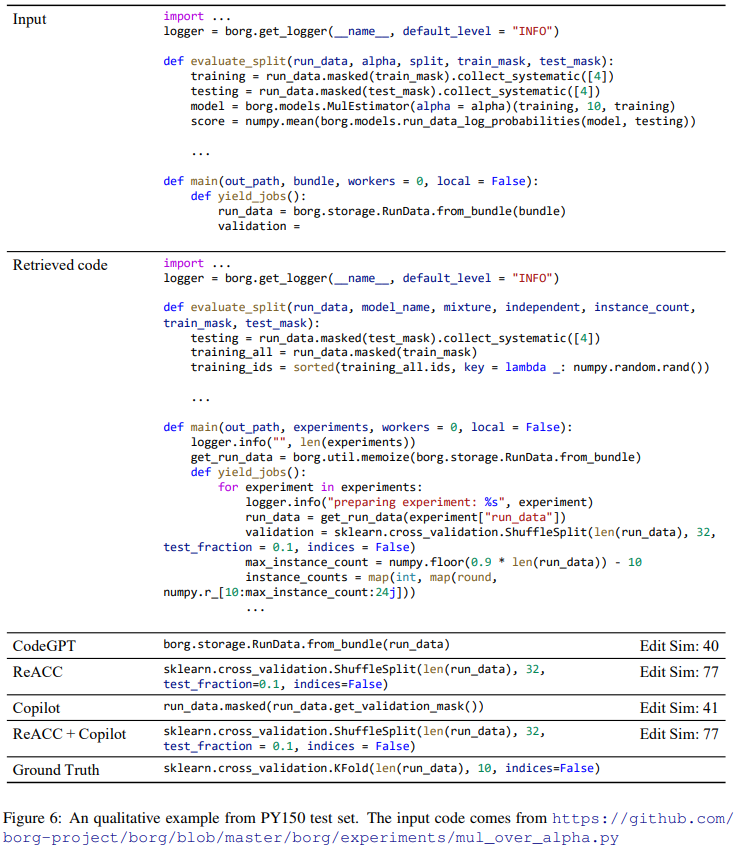 Input
import ...
logger = borg.get_logger(__name__, default_level = "INFO")
def evaluate_split(run_data, alpha, split, train_mask, test_mask):
training = run_data.masked(train_mask).collect_systematic([4])
testing = run_data.masked(test_mask).collect_systematic([4])
model = borg.models.MulEstimator(alpha = alpha)(training, 10, training)
score = numpy.mean(borg.models.run_data_log_probabilities(model, testing))
...
def main(out_path, bundle, workers = 0, local = False):
def yield_jobs():
run_data = borg.storage.RunData.from_bundle(bundle)
validation =
Retrieved code
import ...
logger = borg.get_logger(__name__, default_level = "INFO")
def evaluate_split(run_data, model_name, mixture, independent, instance_count,
train_mask, test_mask):
testing = run_data.masked(test_mask).collect_systematic([4])
training_all = run_data.masked(train_mask)
training_ids = sorted(training_all.ids, key = lambda _: numpy.random.rand())
...
def main(out_path, experiments, workers = 0, local = False):
logger.info("", len(experiments))
get_run_data = borg.util.memoize(borg.storage.RunData.from_bundle)
def yield_jobs():
for experiment in experiments:
logger.info("preparing experiment: %s", experiment)
run_data = get_run_data(experiment["run_data"])
validation = sklearn.cross_validation.ShuffleSplit(len(run_data), 32,
test_fraction = 0.1, indices = False)
max_instance_count = numpy.floor(0.9 * len(run_data)) - 10
instance_counts = map(int, map(round,
numpy.r_[10:max_instance_count:24j]))
...
CodeGPT borg.storage.RunData.from_bundle(run_data) Edit Sim: 40
ReACC sklearn.cross_validation.ShuffleSplit(len(run_data), 32, Edit Sim: 77
test_fraction=0.1, indices=False)
Copilot run_data.masked(run_data.get_validation_mask()) Edit Sim: 41
ReACC + Copilot sklearn.cross_validation.ShuffleSplit(len(run_data), 32, Edit Sim: 77
test_fraction = 0.1, indices = False)
Ground Truth sklearn.cross_validation.KFold(len(run_data), 10, indices=False)
Figure 6: An qualitative example from PY150 test set. The input code comes from https://github.com/
borg-project/borg/blob/master/borg/experiments/mul_over_alpha.py